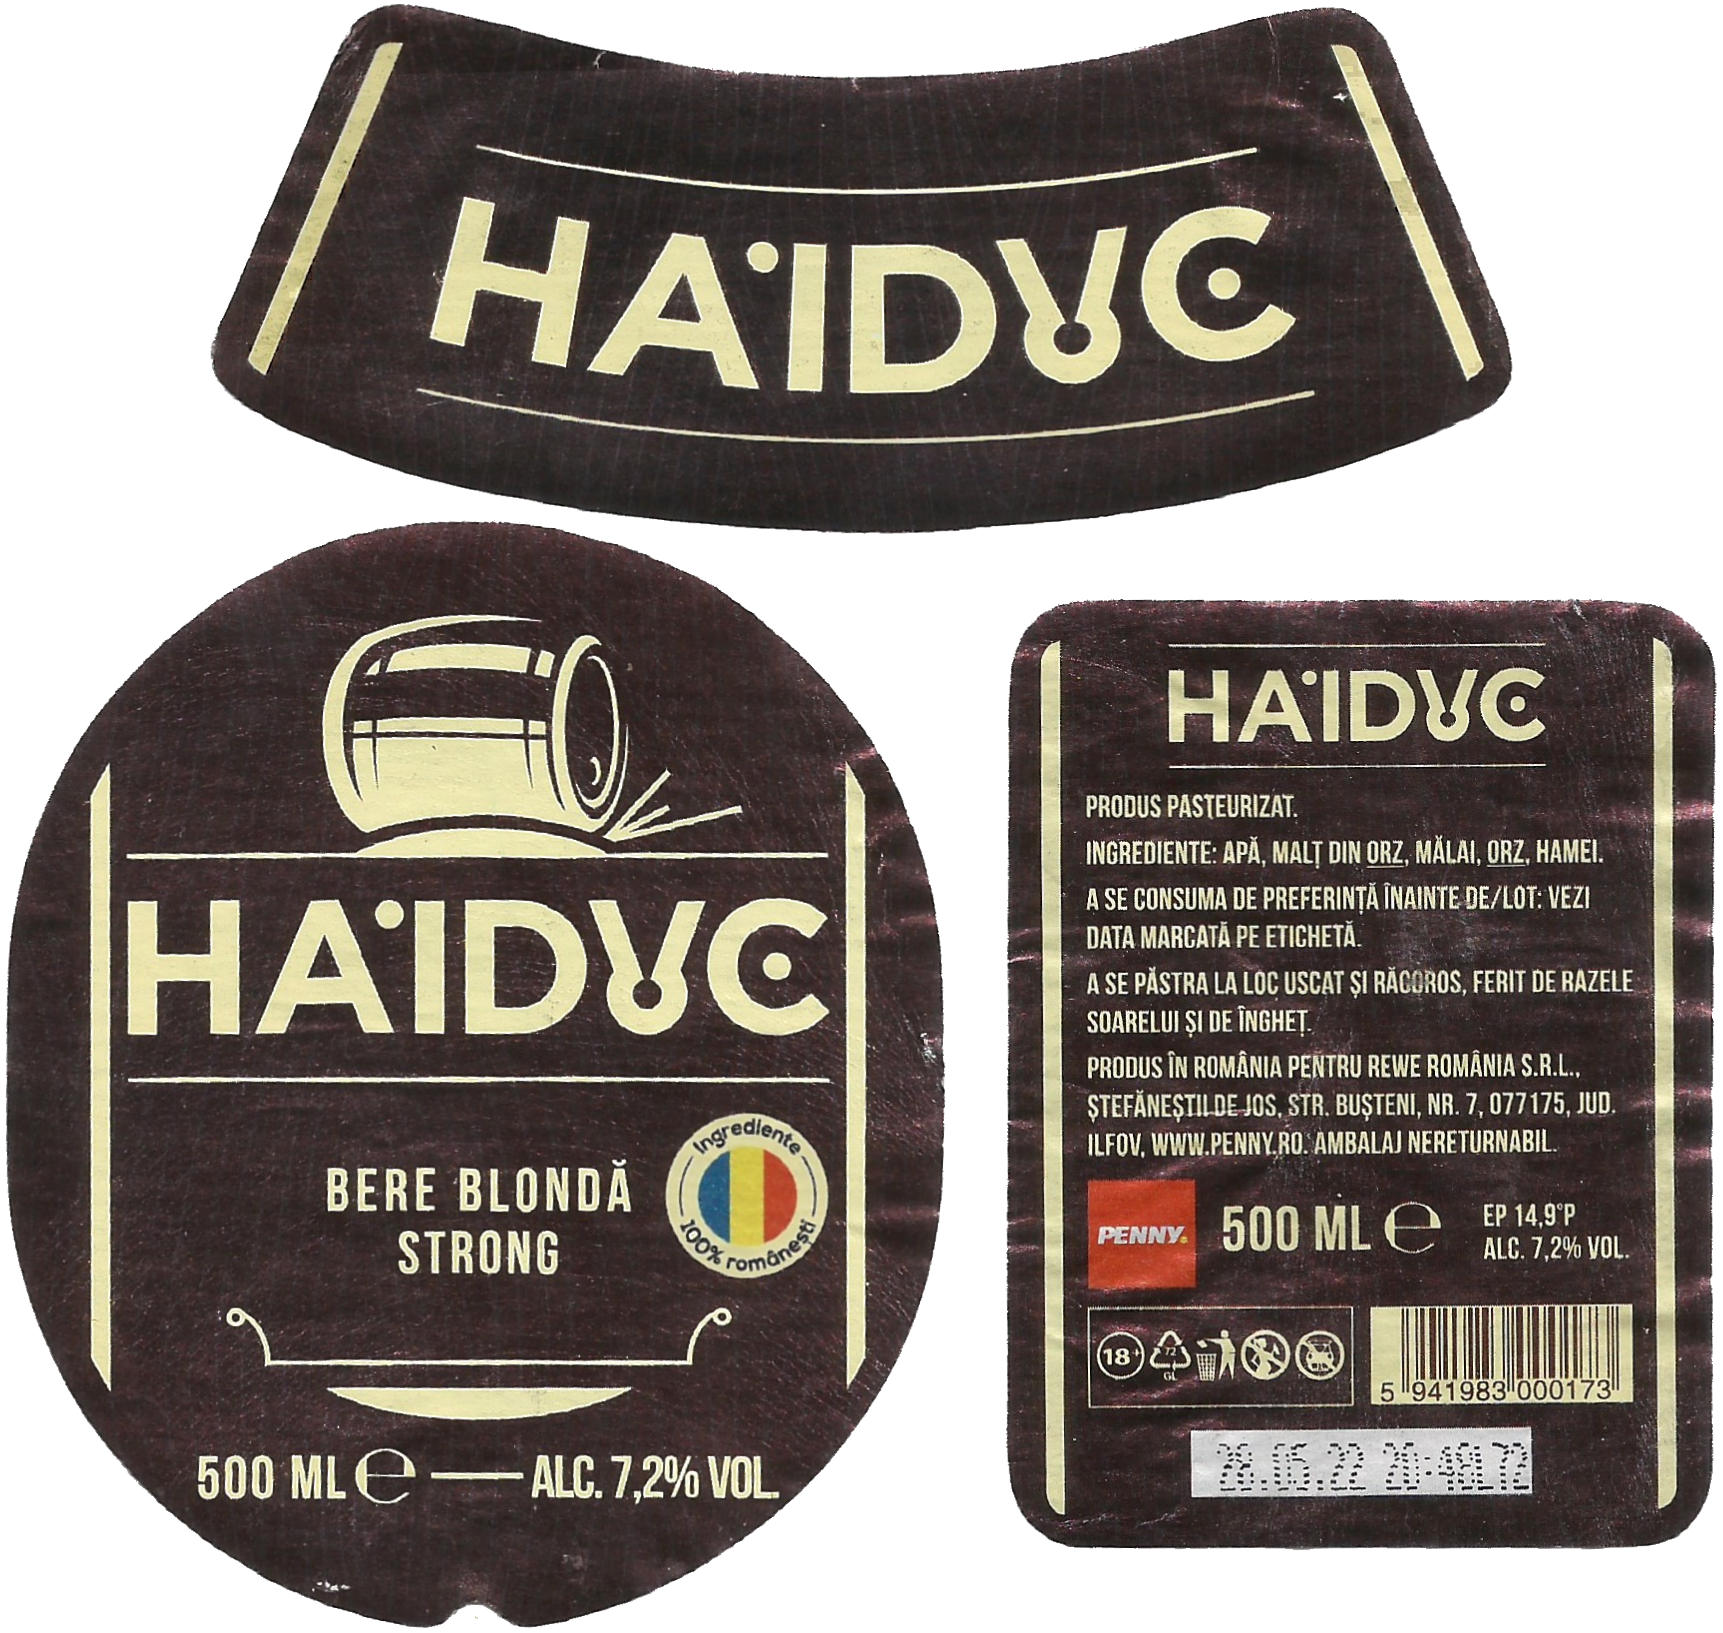 HAIDUC
HAIDUC
BERE BLONDĂ
STRONG
Ingrediente
100% românești
500 ML e — ALC. 7,2% VOL.
HAIDUC
PRODUS PASTEURIZAT.
INGREDIENTE: APĂ, MALȚ DIN ORZ, MĂLAI, ORZ, HAMEI.
A SE CONSUMA DE PREFERINȚĂ ÎNAINTE DE/LOT: VEZI
DATA MARCATĂ PE ETICHETĂ.
A SE PĂSTRA LA LOC USCAT ȘI RĂCOROS, FERIT DE RAZELE
SOARELUI ȘI DE ÎNGHEȚ.
PRODUS ÎN ROMÂNIA PENTRU REWE ROMÂNIA S.R.L.,
ȘTEFĂNEȘTII DE JOS, STR. BUȘTENI, NR. 7, 077175, JUD.
ILFOV, WWW.PENNY.RO. AMBALAJ NERETURNABIL.
PENNY.
500 ML e
EP 14,9°P
ALC. 7,2% VOL.
18+
72
GL
5 941983 000173
28.05.22 20:48L72